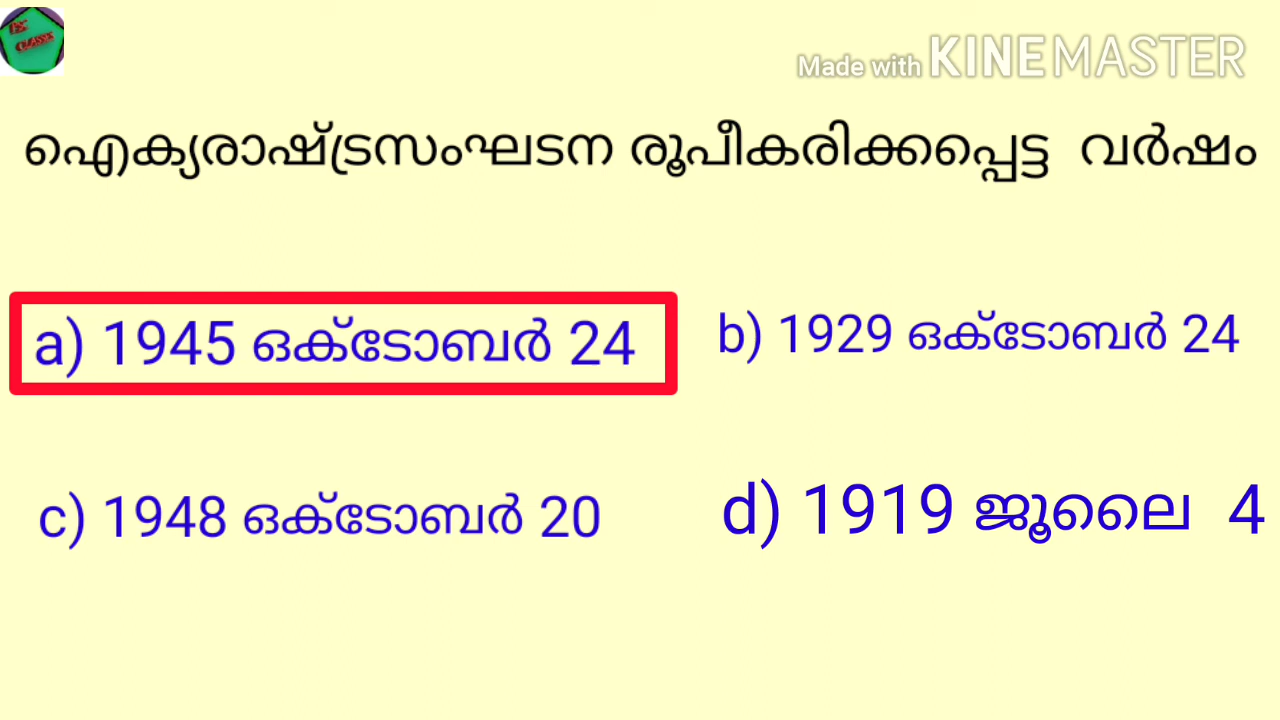 Made with KINEMASTER
ഐക്യരാഷ്ട്രസംഘടന രൂപീകരിക്കപ്പെട്ട വർഷം
a) 1945 ഒക്ടോബർ 24
b) 1929 ഒക്ടോബർ 24
c) 1948 ഒക്ടോബർ 20
d) 1919 ജൂലൈ 4